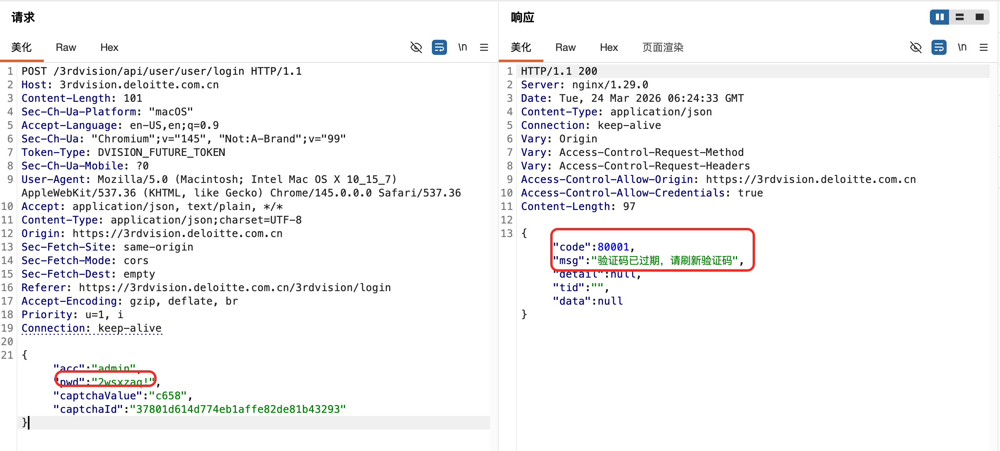 请求
美化 Raw Hex \n
1 POST /3rdvision/api/user/user/login HTTP/1.1
2 Host: 3rdvision.deloitte.com.cn
3 Content-Length: 101
4 Sec-Ch-Ua-Platform: "macOS"
5 Accept-Language: en-US,en;q=0.9
6 Sec-Ch-Ua: "Chromium";v="145", "Not:A-Brand";v="99"
7 Token-Type: DVISION_FUTURE_TOKEN
8 Sec-Ch-Ua-Mobile: ?0
9 User-Agent: Mozilla/5.0 (Macintosh; Intel Mac OS X 10_15_7)
AppleWebKit/537.36 (KHTML, like Gecko) Chrome/145.0.0.0 Safari/537.36
10 Accept: application/json, text/plain, */*
11 Content-Type: application/json;charset=UTF-8
12 Origin: https://3rdvision.deloitte.com.cn
13 Sec-Fetch-Site: same-origin
14 Sec-Fetch-Mode: cors
15 Sec-Fetch-Dest: empty
16 Referer: https://3rdvision.deloitte.com.cn/3rdvision/login
17 Accept-Encoding: gzip, deflate, br
18 Priority: u=1, i
19 Connection: keep-alive
20
21 {
"acc":"admin",
"pwd":"2wsxzaq!",
"captchaValue":"c658",
"captchaId":"37801d614d774eb1affe82de81b43293"
}
响应
美化 Raw Hex 页面渲染 \n
1 HTTP/1.1 200
2 Server: nginx/1.29.0
3 Date: Tue, 24 Mar 2026 06:24:33 GMT
4 Content-Type: application/json
5 Connection: keep-alive
6 Vary: Origin
7 Vary: Access-Control-Request-Method
8 Vary: Access-Control-Request-Headers
9 Access-Control-Allow-Origin: https://3rdvision.deloitte.com.cn
10 Access-Control-Allow-Credentials: true
11 Content-Length: 97
12
13 {
"code":80001,
"msg":"验证码已过期，请刷新验证码",
"detail":null,
"tid":"",
"data":null
}